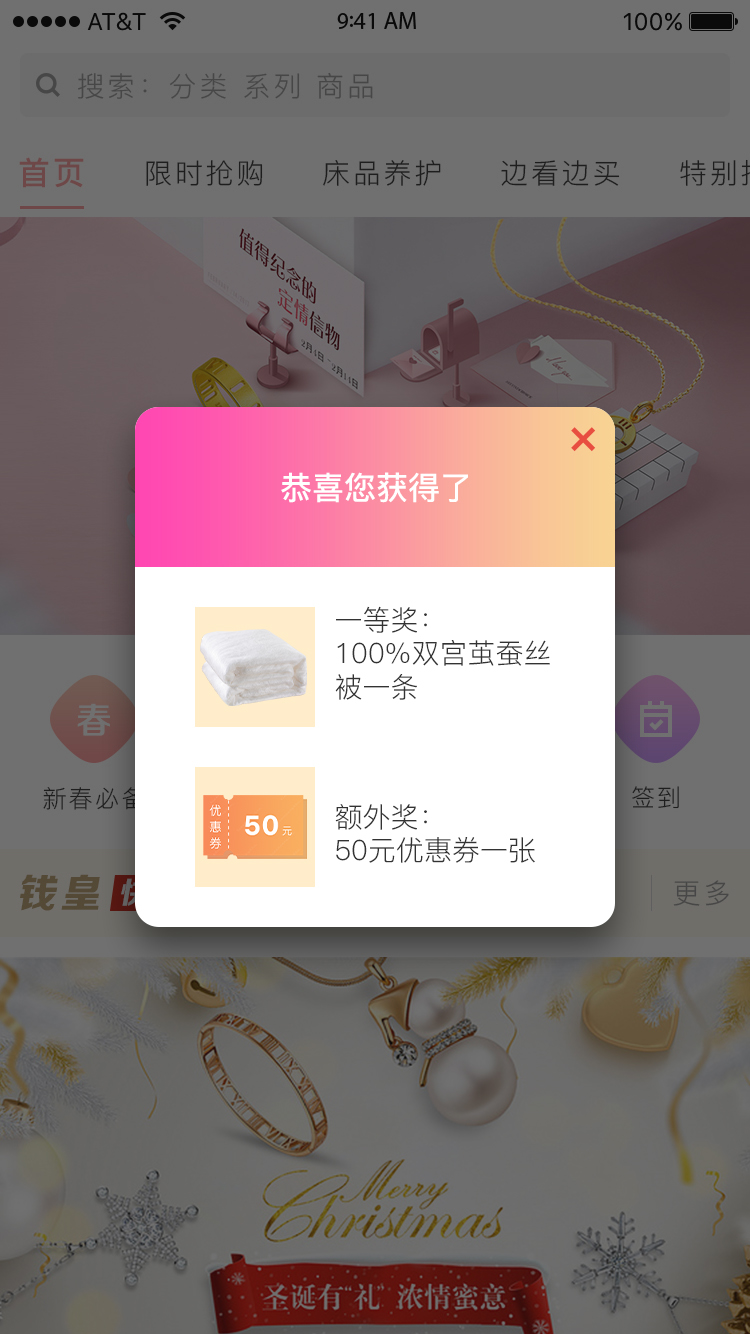 AT&T
9:41 AM
100%
搜索：分类 系列 商品
首页 限时抢购 床品养护 边看边买 特别
值得纪念的
定情信物
2月1日-2月14日
I love you
恭喜您获得了
一等奖：
100%双宫茧蚕丝
被一条
优惠券
50元
额外奖：
50元优惠券一张
春
新春必备
签到
钱皇
更多
Merry
Christmas
圣诞有“礼” 浓情蜜意